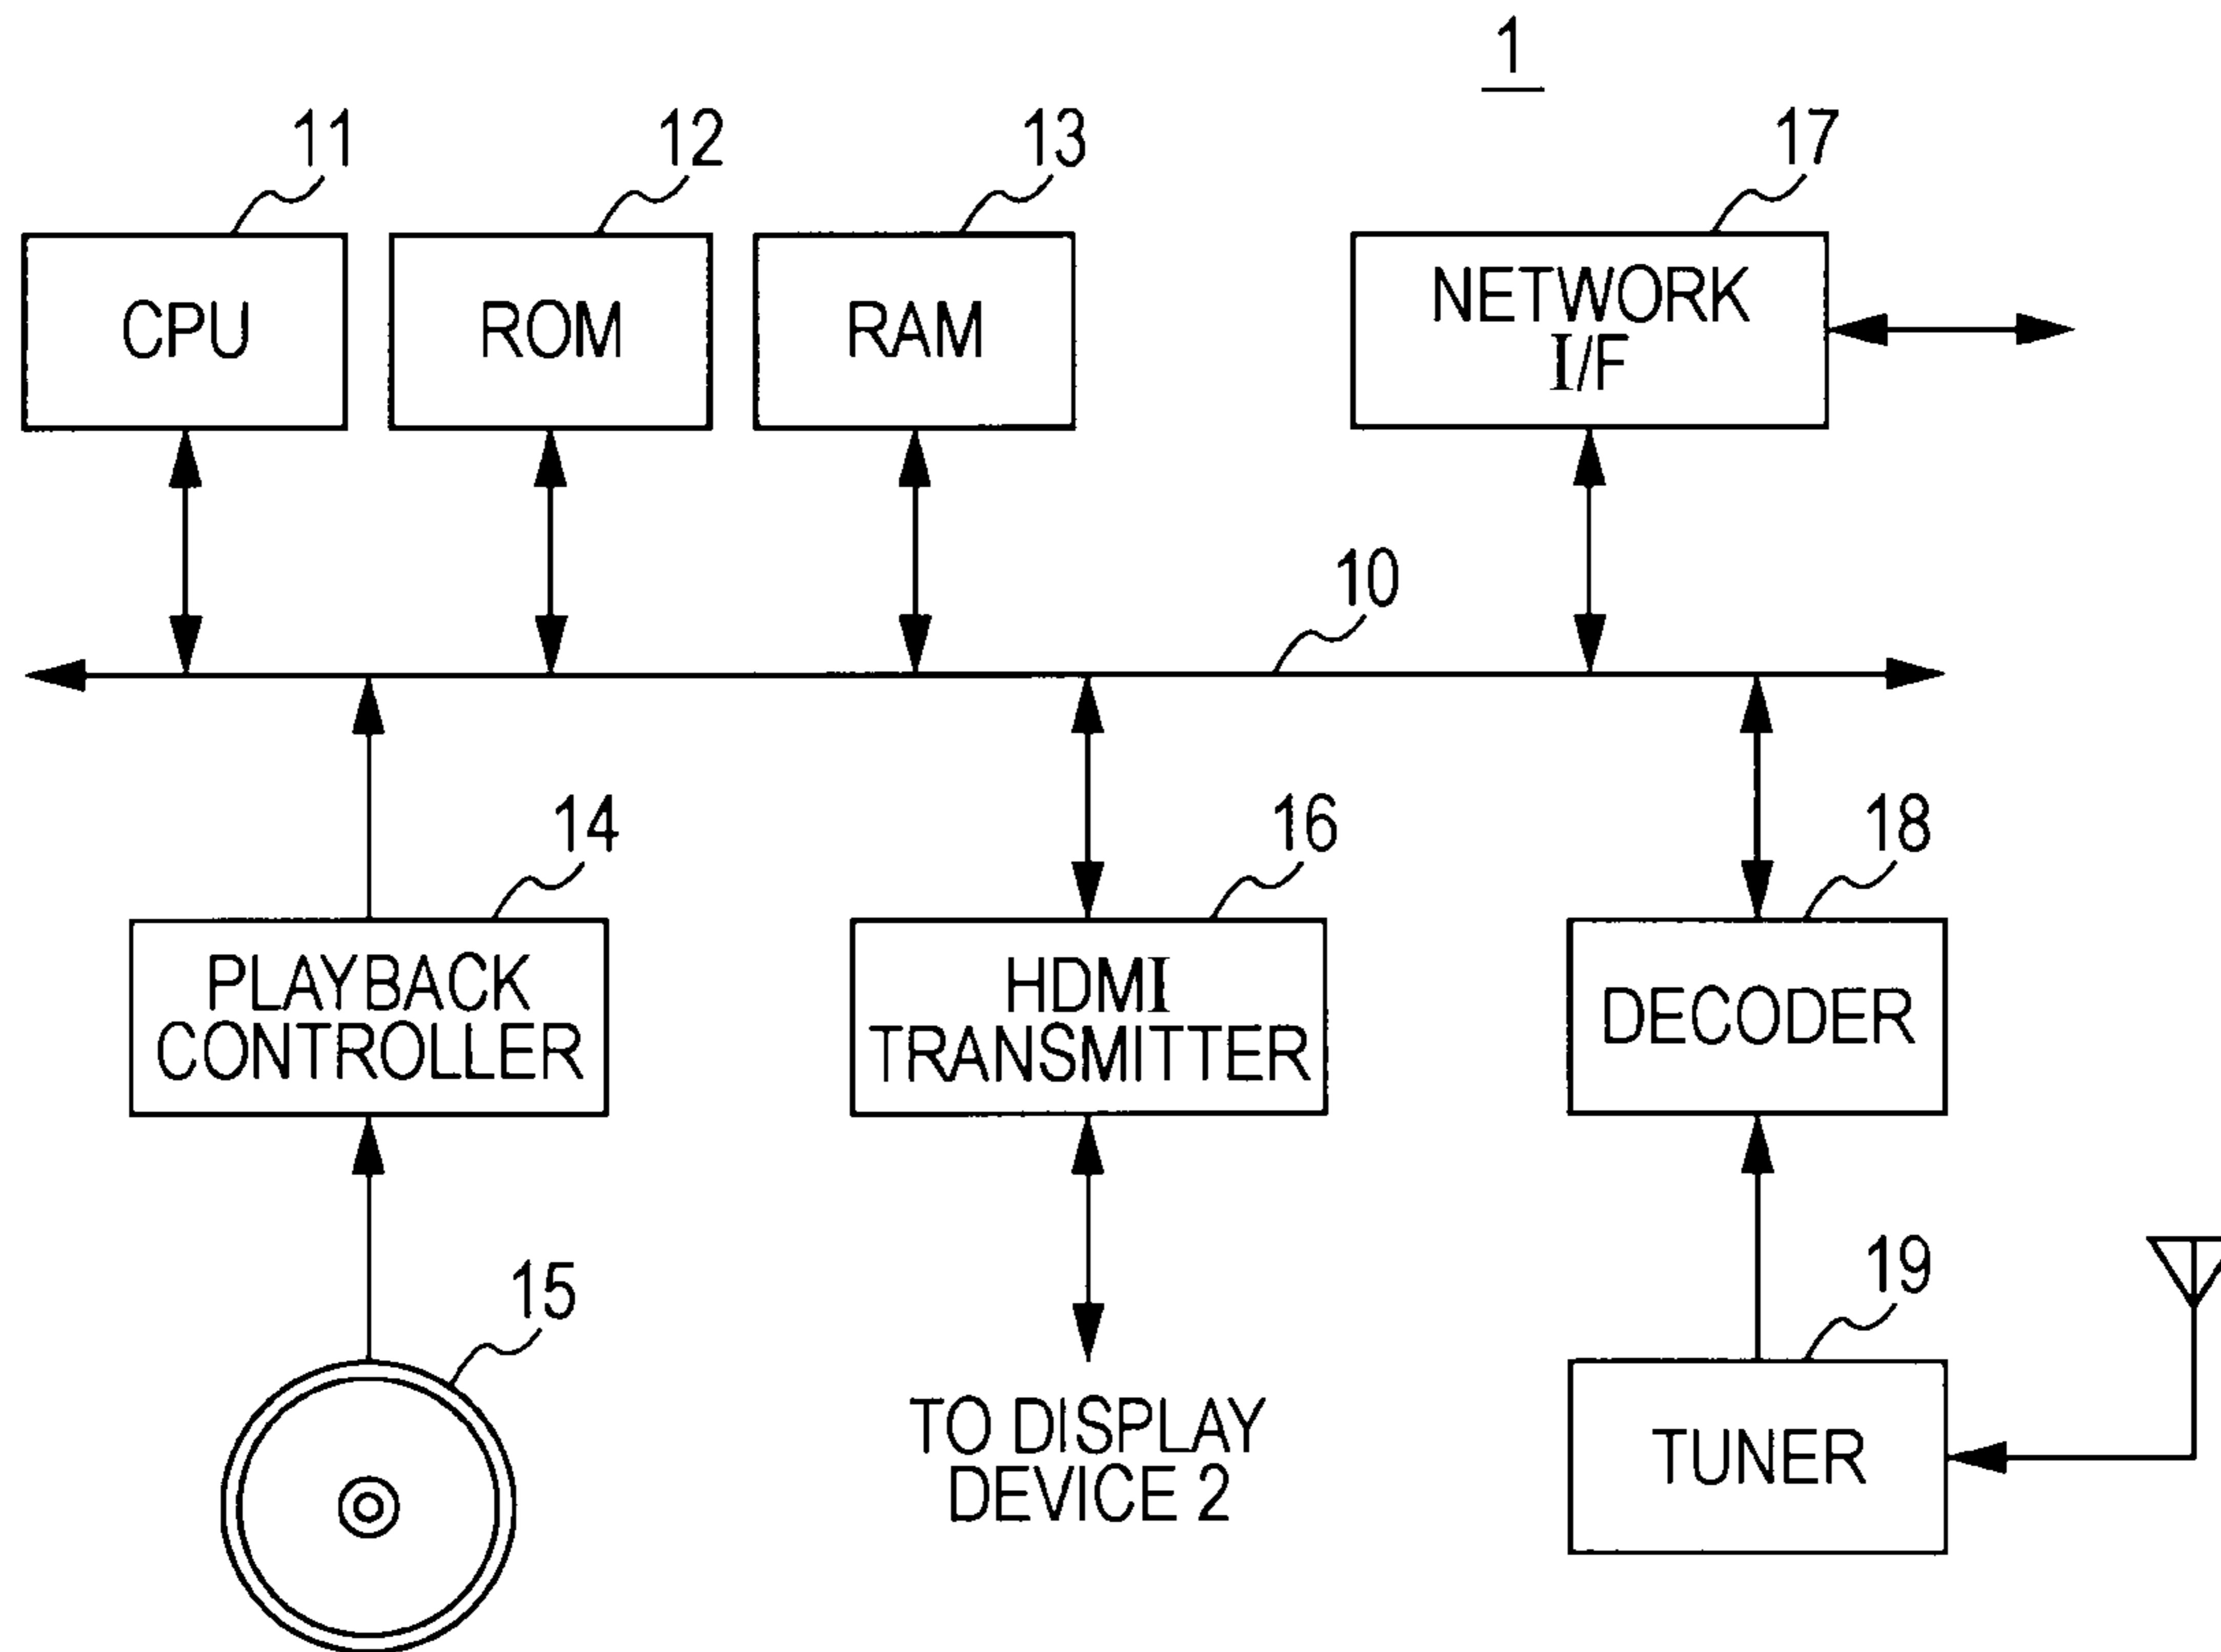 1
11
12
13
17
CPU
ROM
RAM
NETWORK
I/F
10
14
16
18
PLAYBACK
CONTROLLER
HDMI
TRANSMITTER
DECODER
15
19
TO DISPLAY
DEVICE 2
TUNER